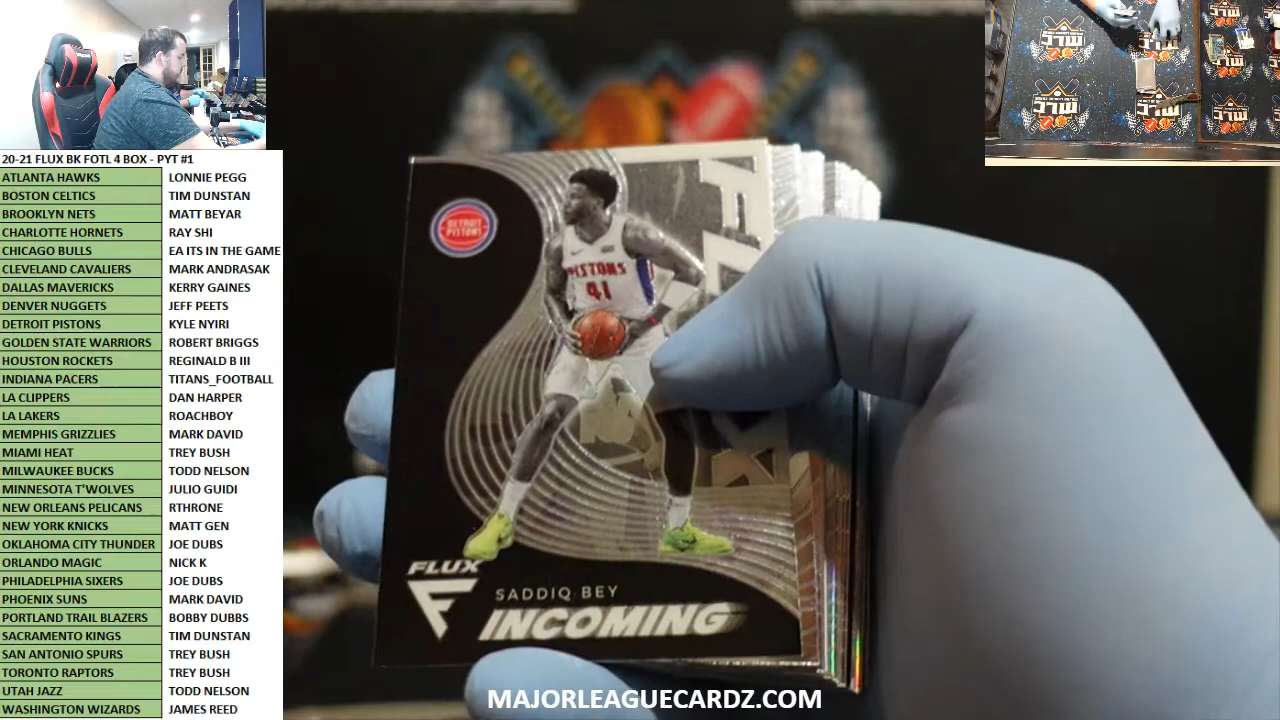 20-21 FLUX BK FOTL 4 BOX - PYT #1
ATLANTA HAWKS LONNIE PEGG
BOSTON CELTICS TIM DUNSTAN
BROOKLYN NETS MATT BEYAR
CHARLOTTE HORNETS RAY SHI
CHICAGO BULLS EA ITS IN THE GAME
CLEVELAND CAVALIERS MARK ANDRASAK
DALLAS MAVERICKS KERRY GAINES
DENVER NUGGETS JEFF PEETS
DETROIT PISTONS KYLE NYIRI
GOLDEN STATE WARRIORS ROBERT BRIGGS
HOUSTON ROCKETS REGINALD B III
INDIANA PACERS TITANS_FOOTBALL
LA CLIPPERS DAN HARPER
LA LAKERS ROACHBOY
MEMPHIS GRIZZLIES MARK DAVID
MIAMI HEAT TREY BUSH
MILWAUKEE BUCKS TODD NELSON
MINNESOTA T'WOLVES JULIO GUIDI
NEW ORLEANS PELICANS RTHRONE
NEW YORK KNICKS MATT GEN
OKLAHOMA CITY THUNDER JOE DUBS
ORLANDO MAGIC NICK K
PHILADELPHIA SIXERS JOE DUBS
PHOENIX SUNS MARK DAVID
PORTLAND TRAIL BLAZERS BOBBY DUBBS
SACRAMENTO KINGS TIM DUNSTAN
SAN ANTONIO SPURS TREY BUSH
TORONTO RAPTORS TREY BUSH
UTAH JAZZ TODD NELSON
WASHINGTON WIZARDS JAMES REED
DETROIT
PISTONS
PISTONS
41
FLUX
SADDIQ BEY
INCOMING
MAJORLEAGUECARDZ.COM